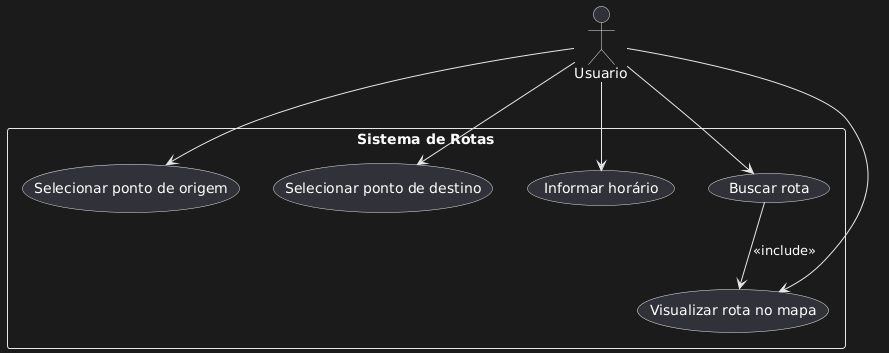 Usuario
Sistema de Rotas
Selecionar ponto de origem
Selecionar ponto de destino
Informar horário
Buscar rota
«include»
Visualizar rota no mapa